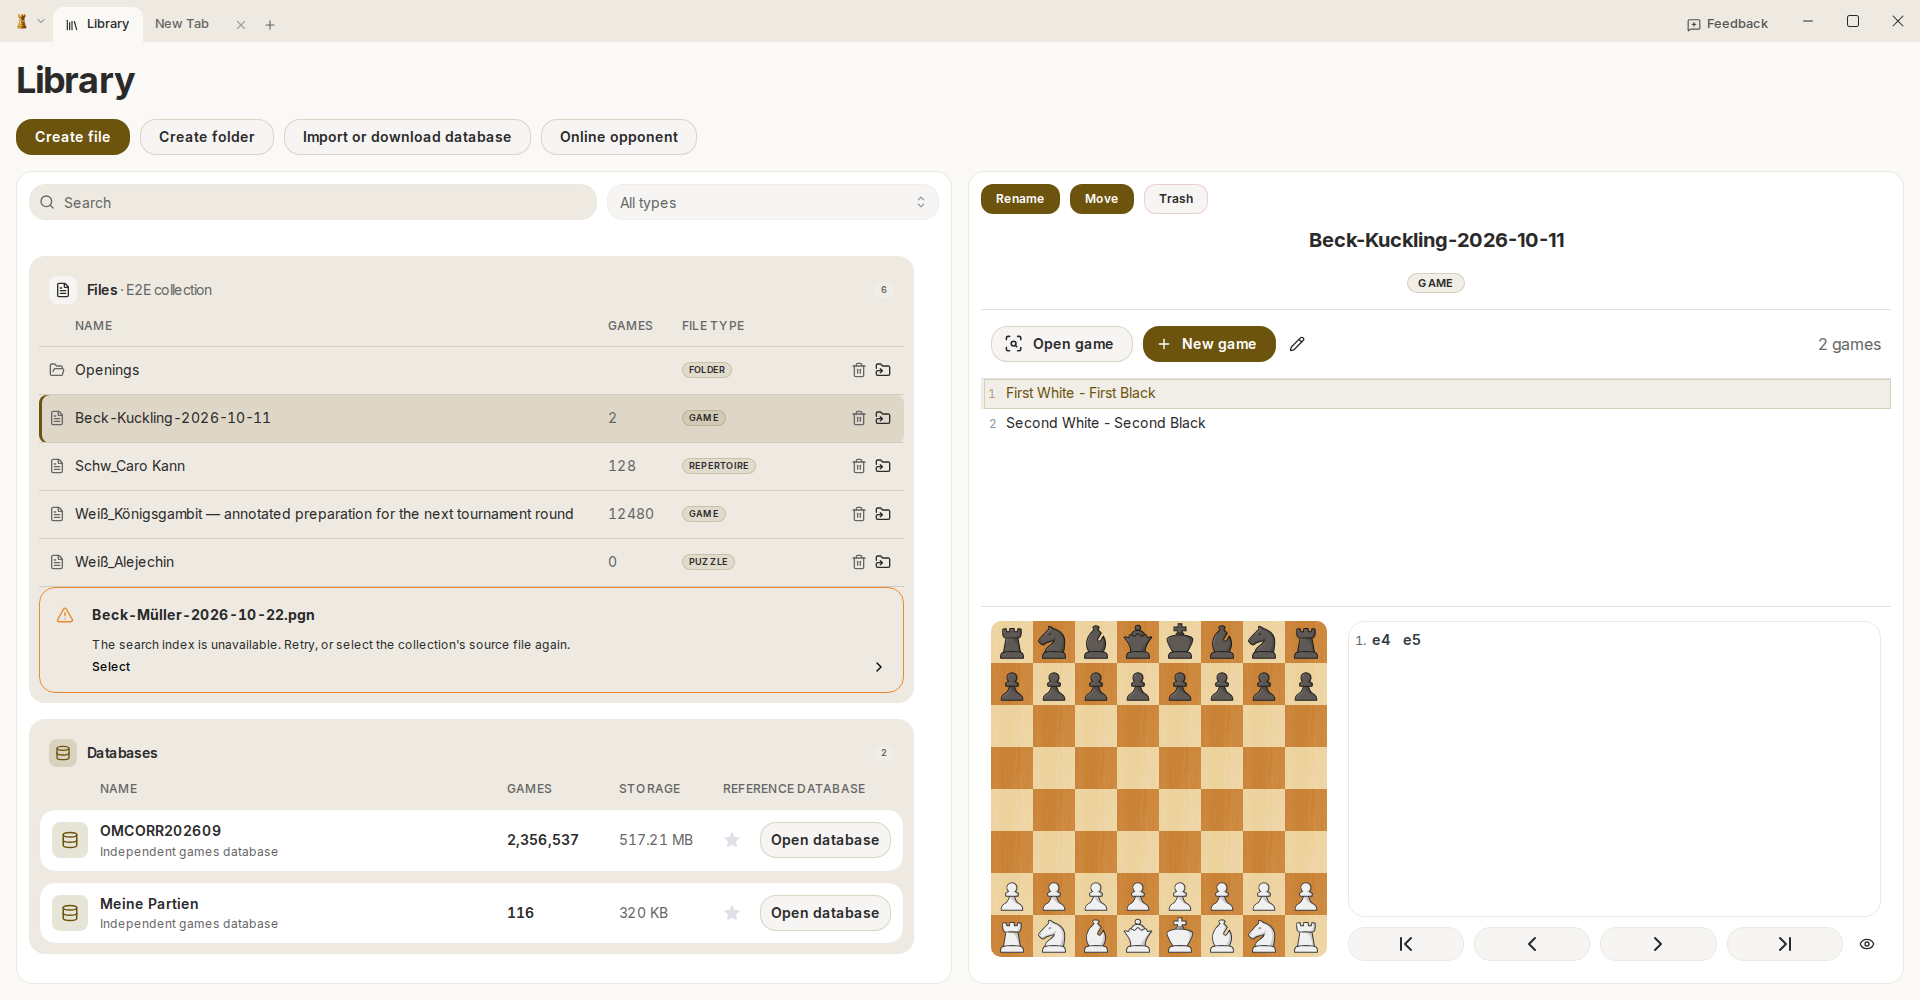 Library
New Tab
Feedback
Library
Create file
Create folder
Import or download database
Online opponent
Search
All types
Files · E2E collection
6
NAME
GAMES
FILE TYPE
Openings
FOLDER
Beck-Kuckling-2026-10-11
2
GAME
Schw_Caro Kann
128
REPERTOIRE
Weiß_Königsgambit — annotated preparation for the next tournament round
12480
GAME
Weiß_Alejechin
0
PUZZLE
Beck-Müller-2026-10-22.pgn
The search index is unavailable. Retry, or select the collection's source file again.
Select
Databases
2
NAME
GAMES
STORAGE
REFERENCE DATABASE
OMCORR202609
Independent games database
2,356,537
517.21 MB
Open database
Meine Partien
Independent games database
116
320 KB
Open database
Rename
Move
Trash
Beck-Kuckling-2026-10-11
GAME
Open game
New game
2 games
1 First White - First Black
2 Second White - Second Black
1. e4 e5